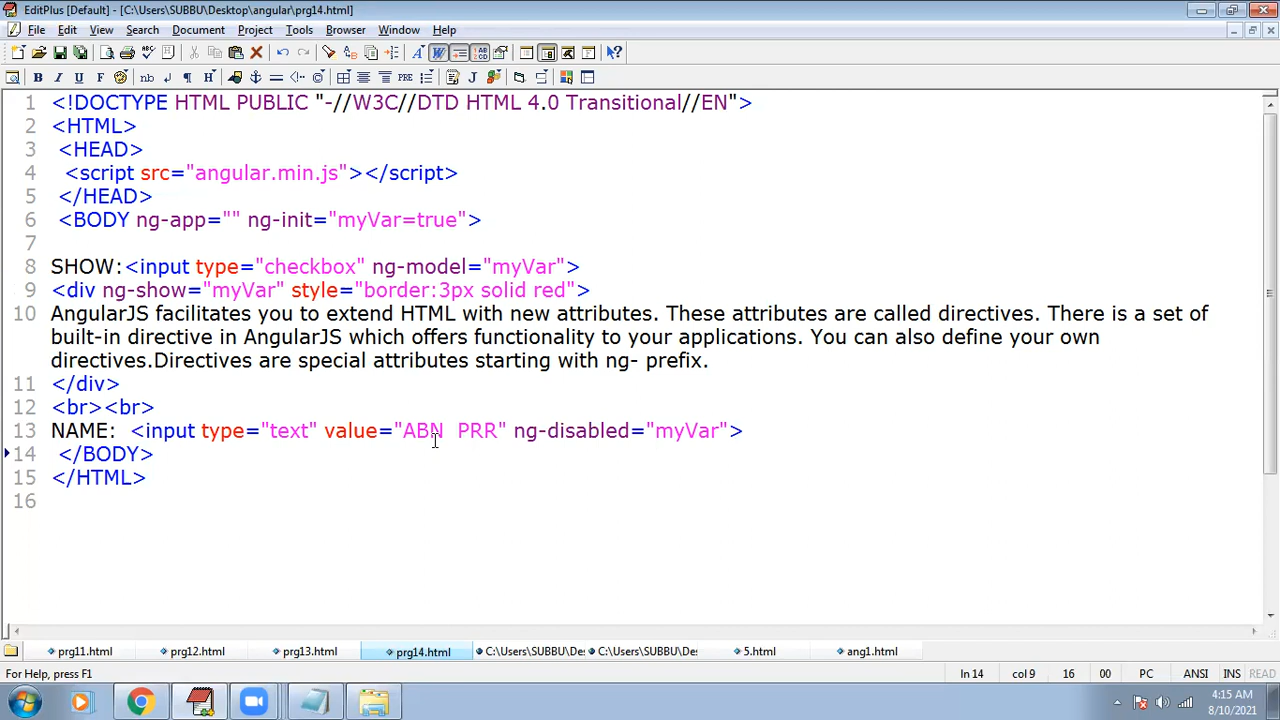 EditPlus [Default] - [C:\Users\SUBBU\Desktop\angular\prg14.html]
File Edit View Search Document Project Tools Browser Window Help
1 <!DOCTYPE HTML PUBLIC "-//W3C//DTD HTML 4.0 Transitional//EN">
2 <HTML>
3 <HEAD>
4 <script src="angular.min.js"></script>
5 </HEAD>
6 <BODY ng-app="" ng-init="myVar=true">
7
8 SHOW:<input type="checkbox" ng-model="myVar">
9 <div ng-show="myVar" style="border:3px solid red">
10 AngularJS facilitates you to extend HTML with new attributes. These attributes are called directives. There is a set of
built-in directive in AngularJS which offers functionality to your applications. You can also define your own
directives.Directives are special attributes starting with ng- prefix.
11 </div>
12 <br><br>
13 NAME:  <input type="text" value="ABN  PRR" ng-disabled="myVar">
14 </BODY>
15 </HTML>
16
prg11.html prg12.html prg13.html prg14.html C:\Users\SUBBU\De: C:\Users\SUBBU\De: 5.html ang1.html
For Help, press F1 ln 14 col 9 16 00 PC ANSI INS READ
4:15 AM
8/10/2021